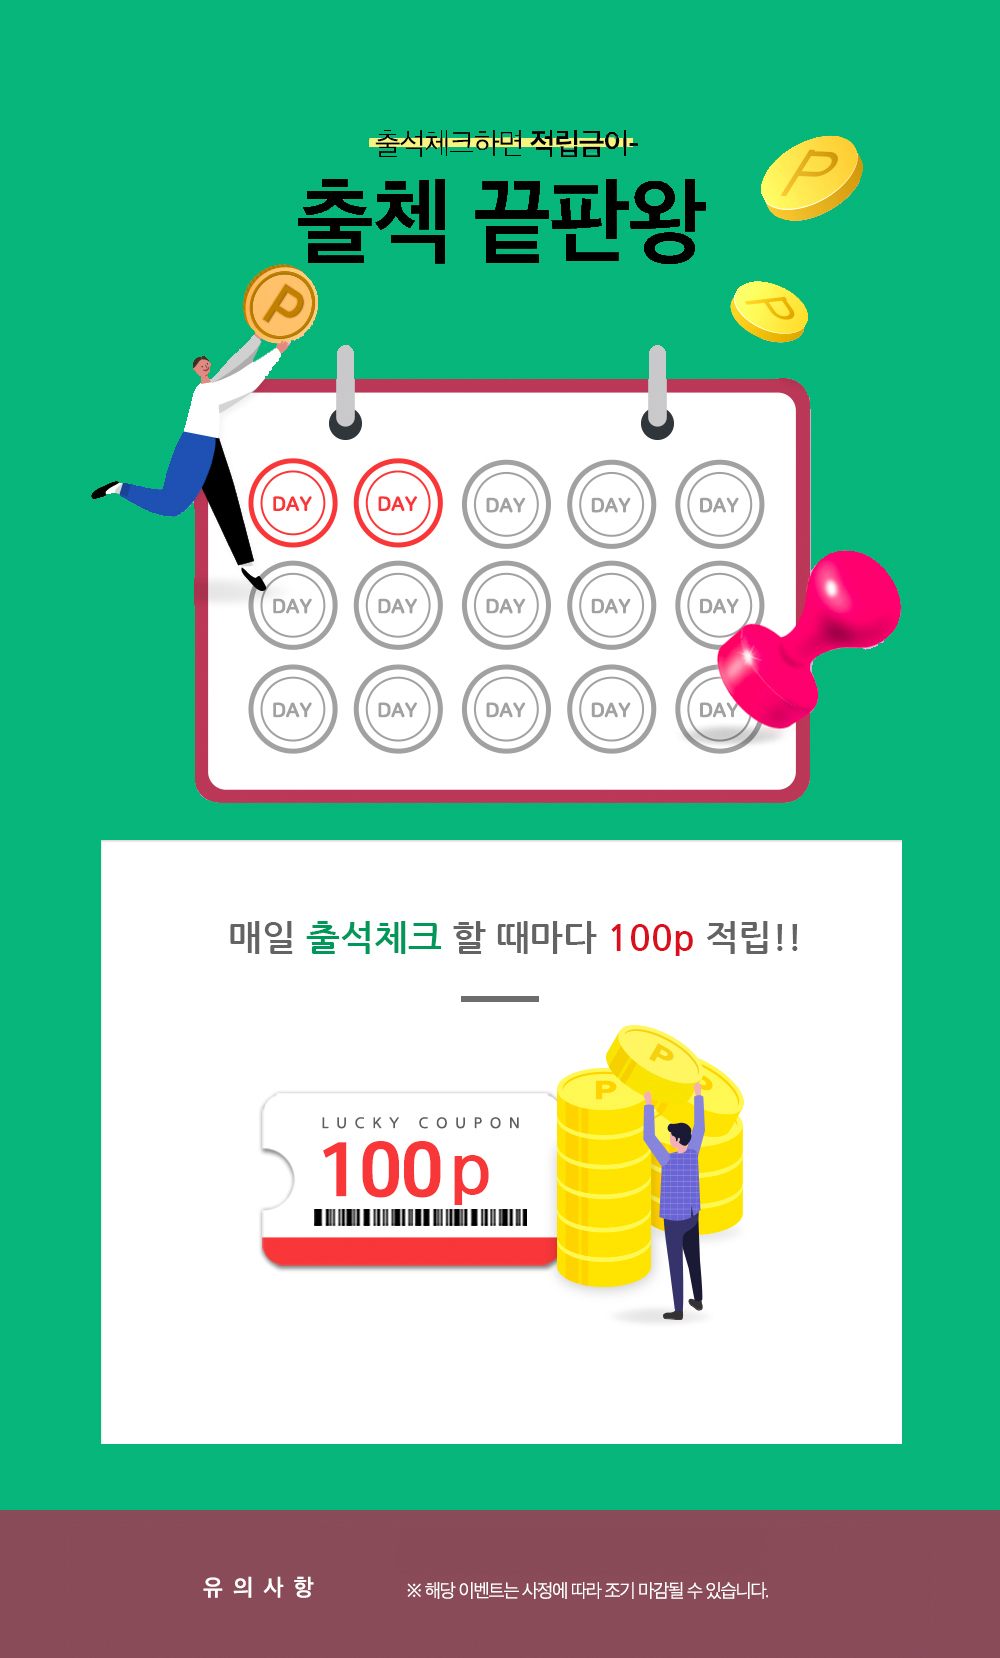 출석체크하면 적립금이-
출첵 끝판왕
P
P
P
DAY DAY DAY DAY DAY
DAY DAY DAY DAY DAY
DAY DAY DAY DAY DAY
매일 출석체크 할 때마다 100p 적립!!
P
P
P
LUCKY COUPON
100p
유의사항
※ 해당 이벤트는 사정에 따라 조기 마감될 수 있습니다.